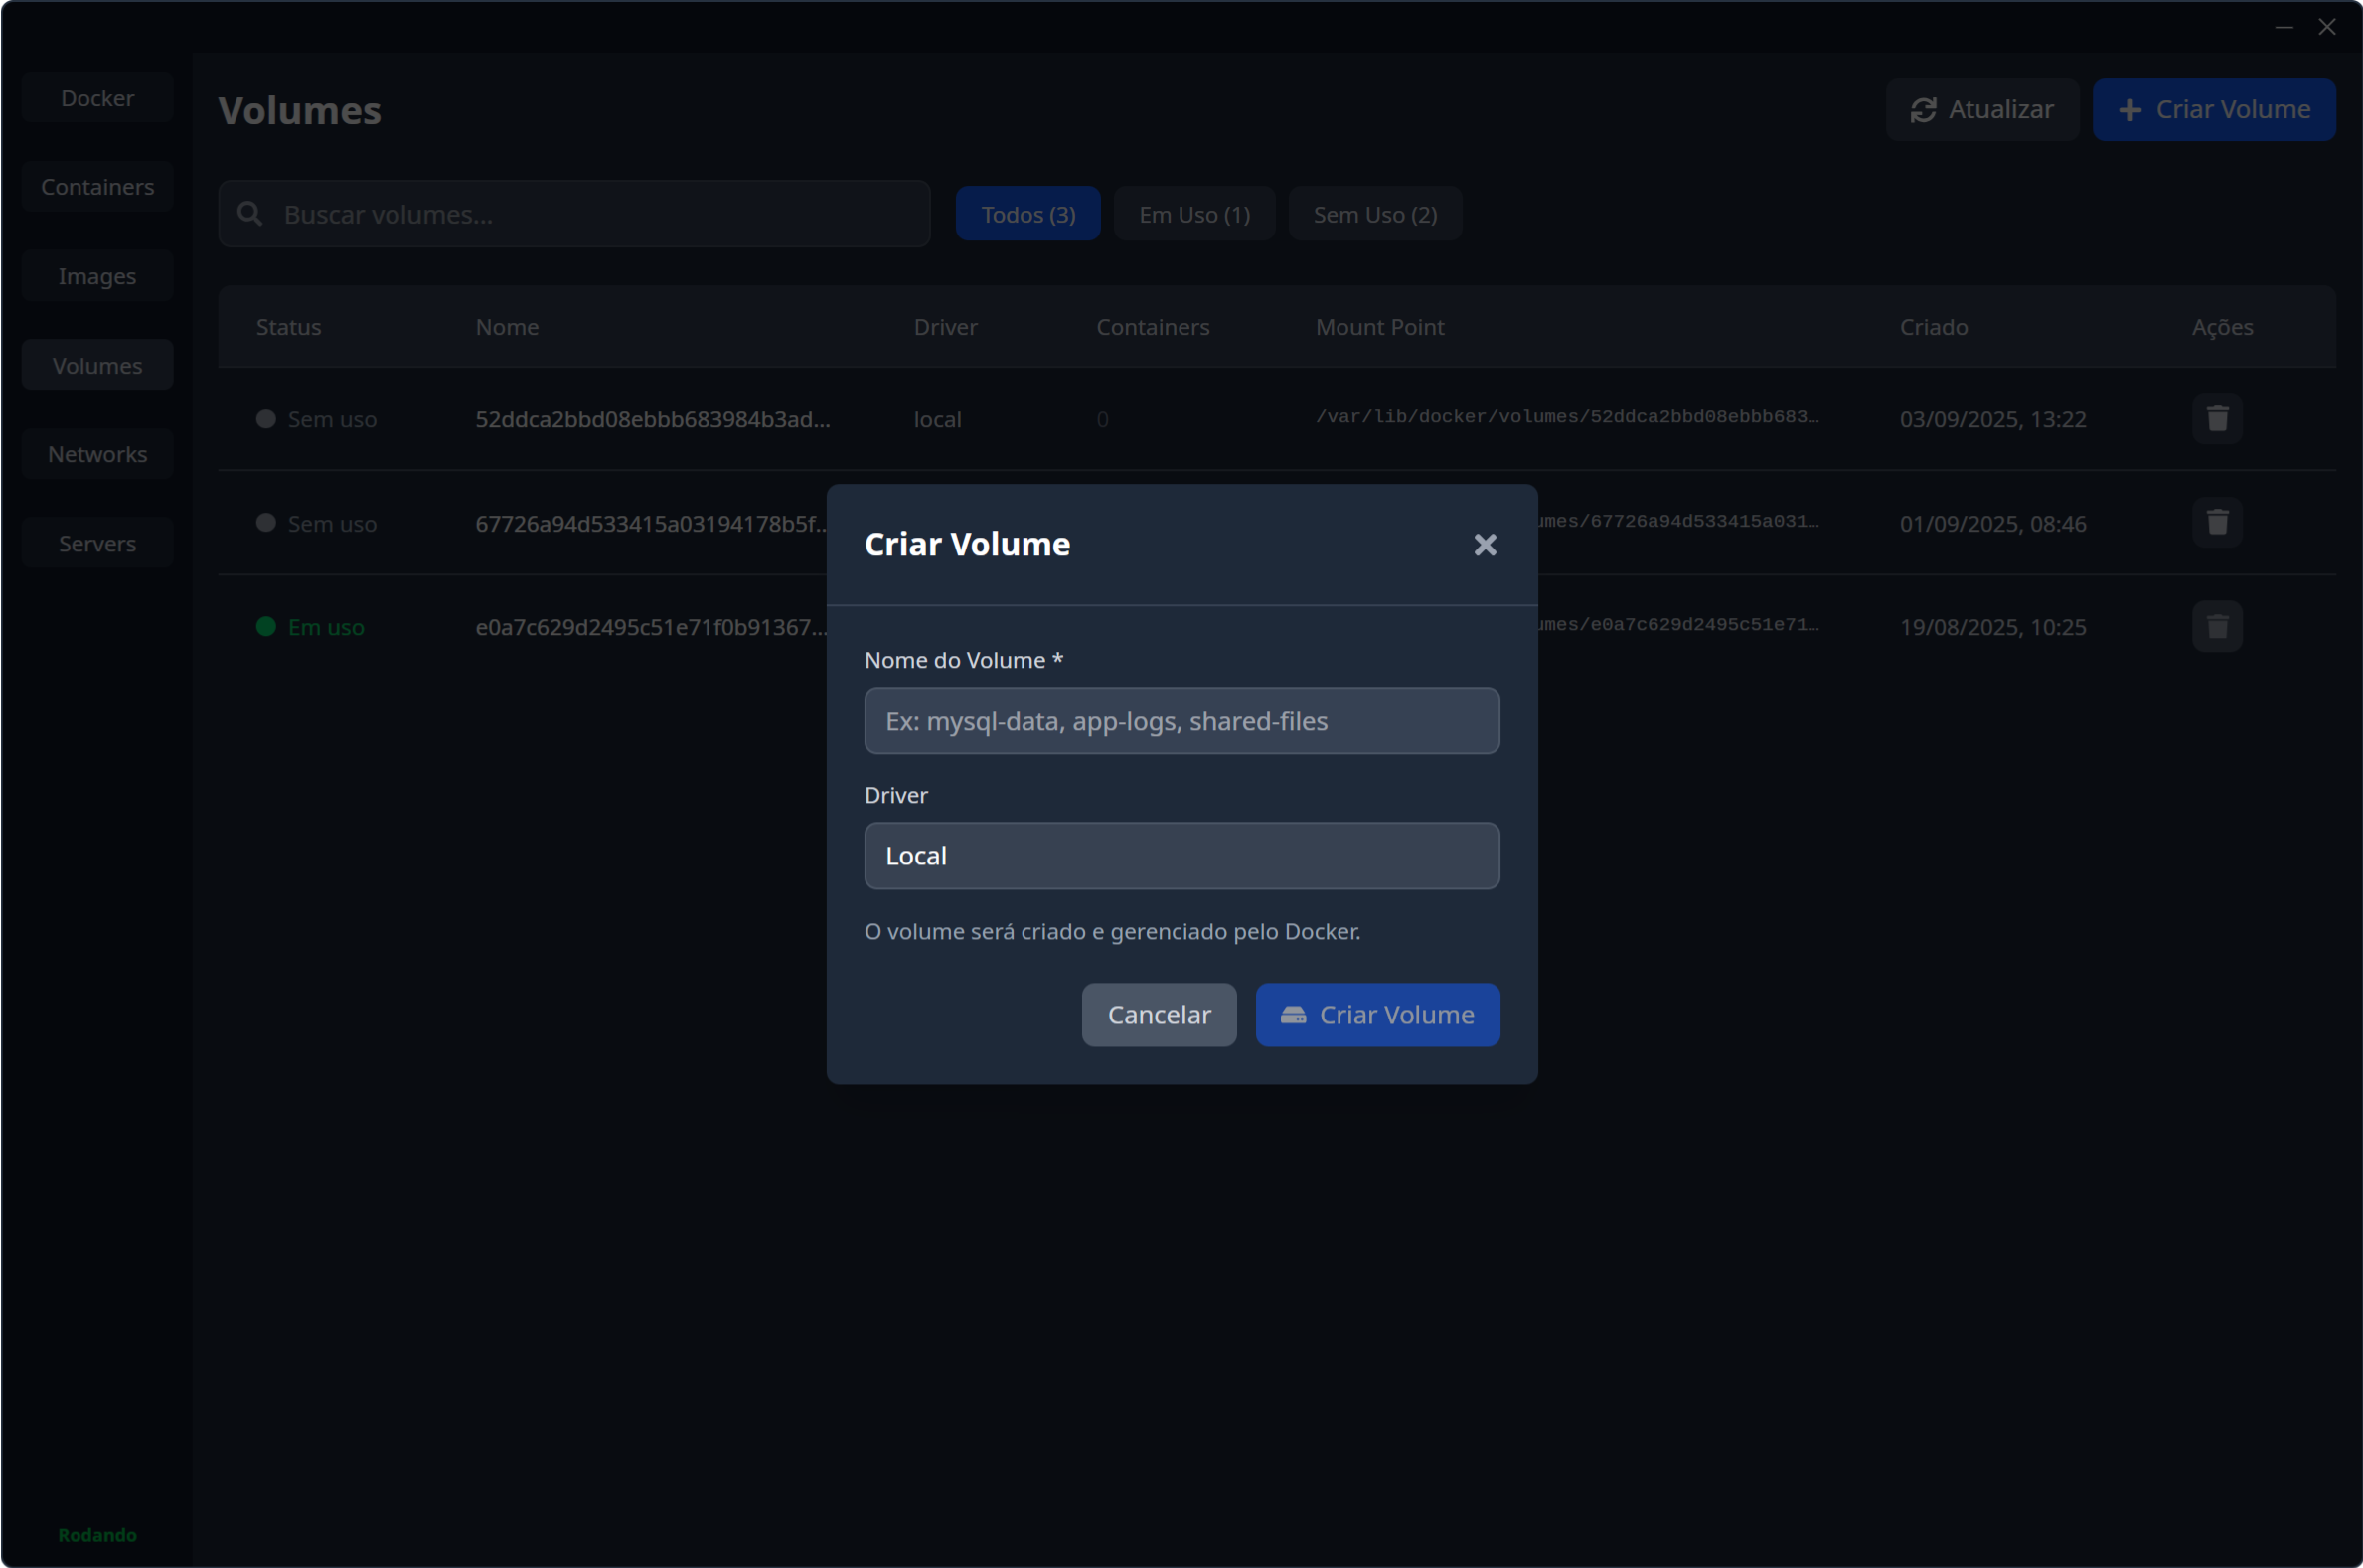 Docker
Containers
Images
Volumes
Networks
Servers
Rodando
Volumes
Atualizar
Criar Volume
Buscar volumes...
Todos (3)
Em Uso (1)
Sem Uso (2)
Status Nome Driver Containers Mount Point Criado Ações
Sem uso 52ddca2bbd08ebbb683984b3ad... local 0 /var/lib/docker/volumes/52ddca2bbd08ebbb683… 03/09/2025, 13:22
Sem uso 67726a94d533415a03194178b5f.. umes/67726a94d533415a031… 01/09/2025, 08:46
Em uso e0a7c629d2495c51e71f0b91367... umes/e0a7c629d2495c51e71… 19/08/2025, 10:25
Criar Volume
Nome do Volume *
Ex: mysql-data, app-logs, shared-files
Driver
Local
O volume será criado e gerenciado pelo Docker.
Cancelar
Criar Volume